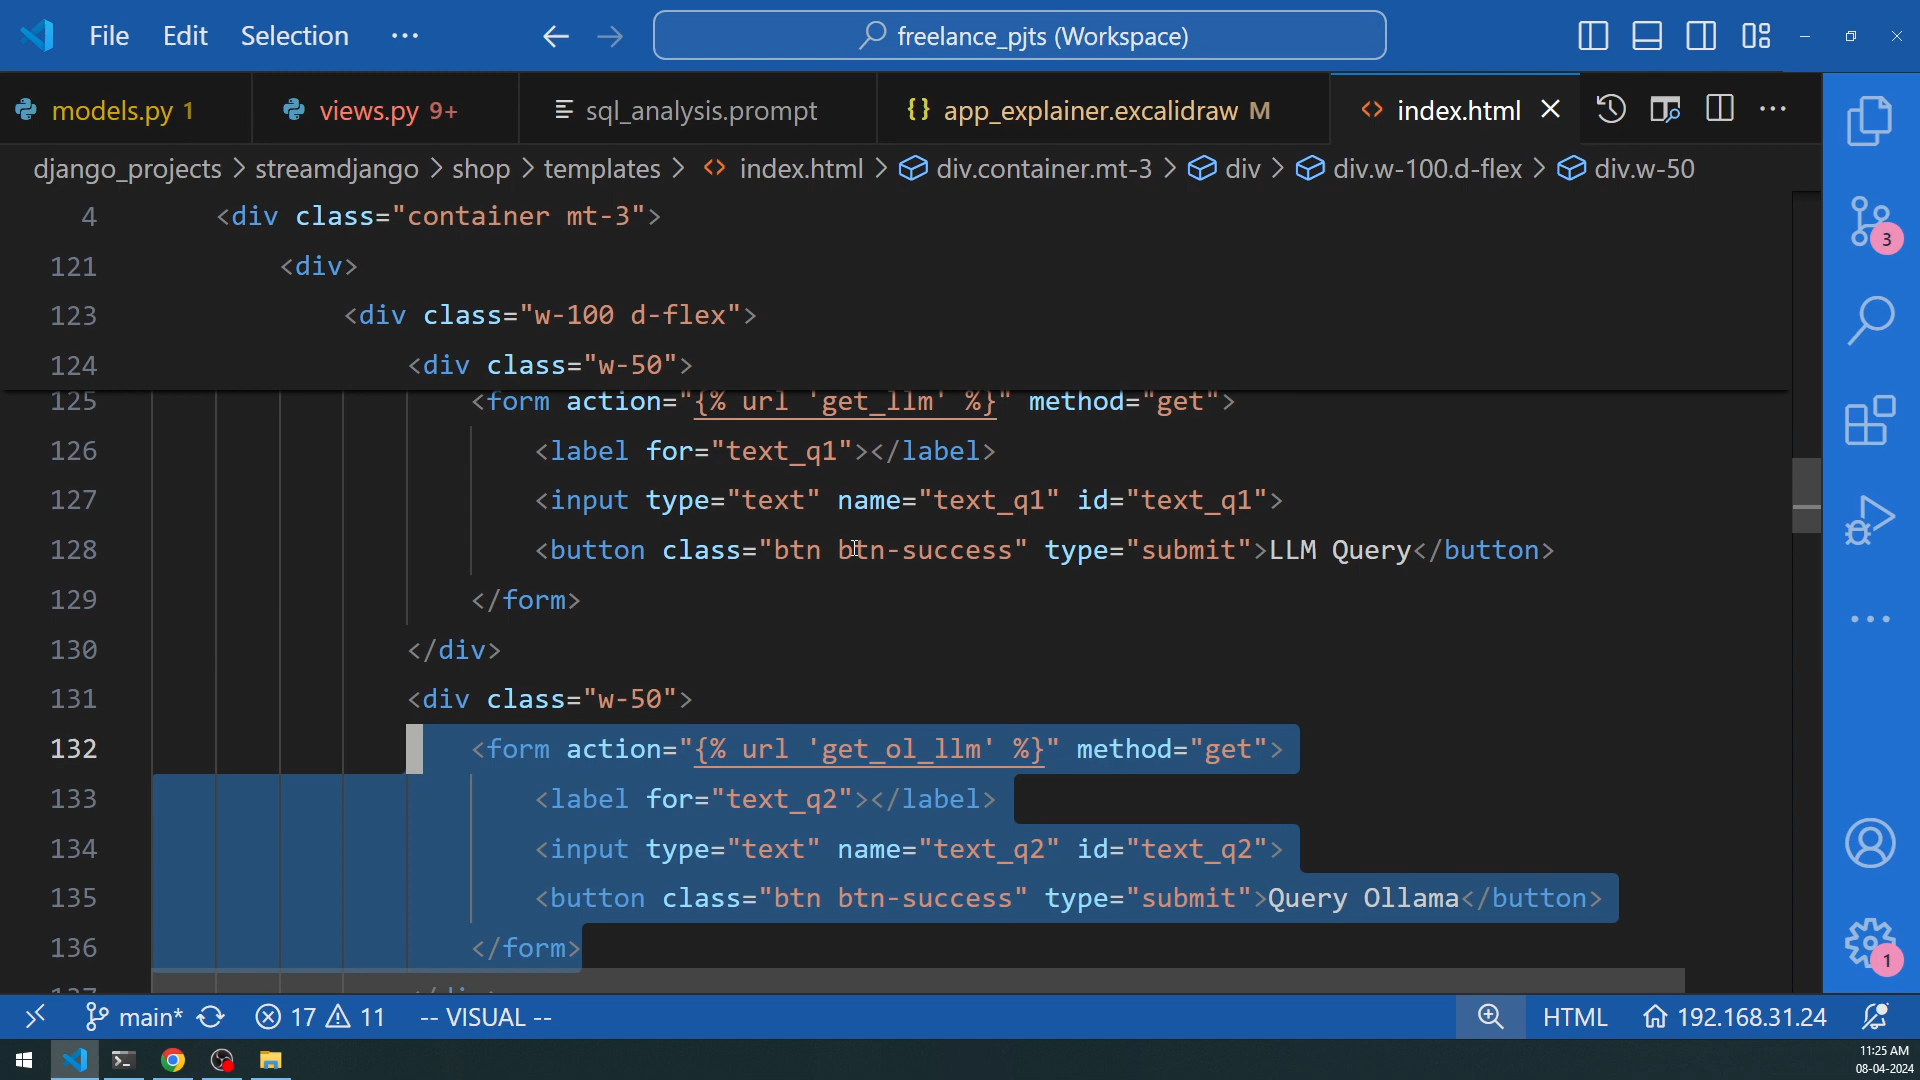 File Edit Selection ··· freelance_pjts (Workspace)
models.py 1 views.py 9+ sql_analysis.prompt {} app_explainer.excalidraw M <> index.html
django_projects > streamdjango > shop > templates > <> index.html > div.container.mt-3 > div > div.w-100.d-flex > div.w-50
4 <div class="container mt-3">
121 <div>
123 <div class="w-100 d-flex">
124 <div class="w-50">
125 <form action="{% url 'get_llm' %}" method="get">
126 <label for="text_q1"></label>
127 <input type="text" name="text_q1" id="text_q1">
128 <button class="btn btn-success" type="submit">LLM Query</button>
129 </form>
130 </div>
131 <div class="w-50">
132 <form action="{% url 'get_ol_llm' %}" method="get">
133 <label for="text_q2"></label>
134 <input type="text" name="text_q2" id="text_q2">
135 <button class="btn btn-success" type="submit">Query Ollama</button>
136 </form>
3
1
main* 17 11 -- VISUAL -- HTML 192.168.31.24
11:25 AM
08-04-2024